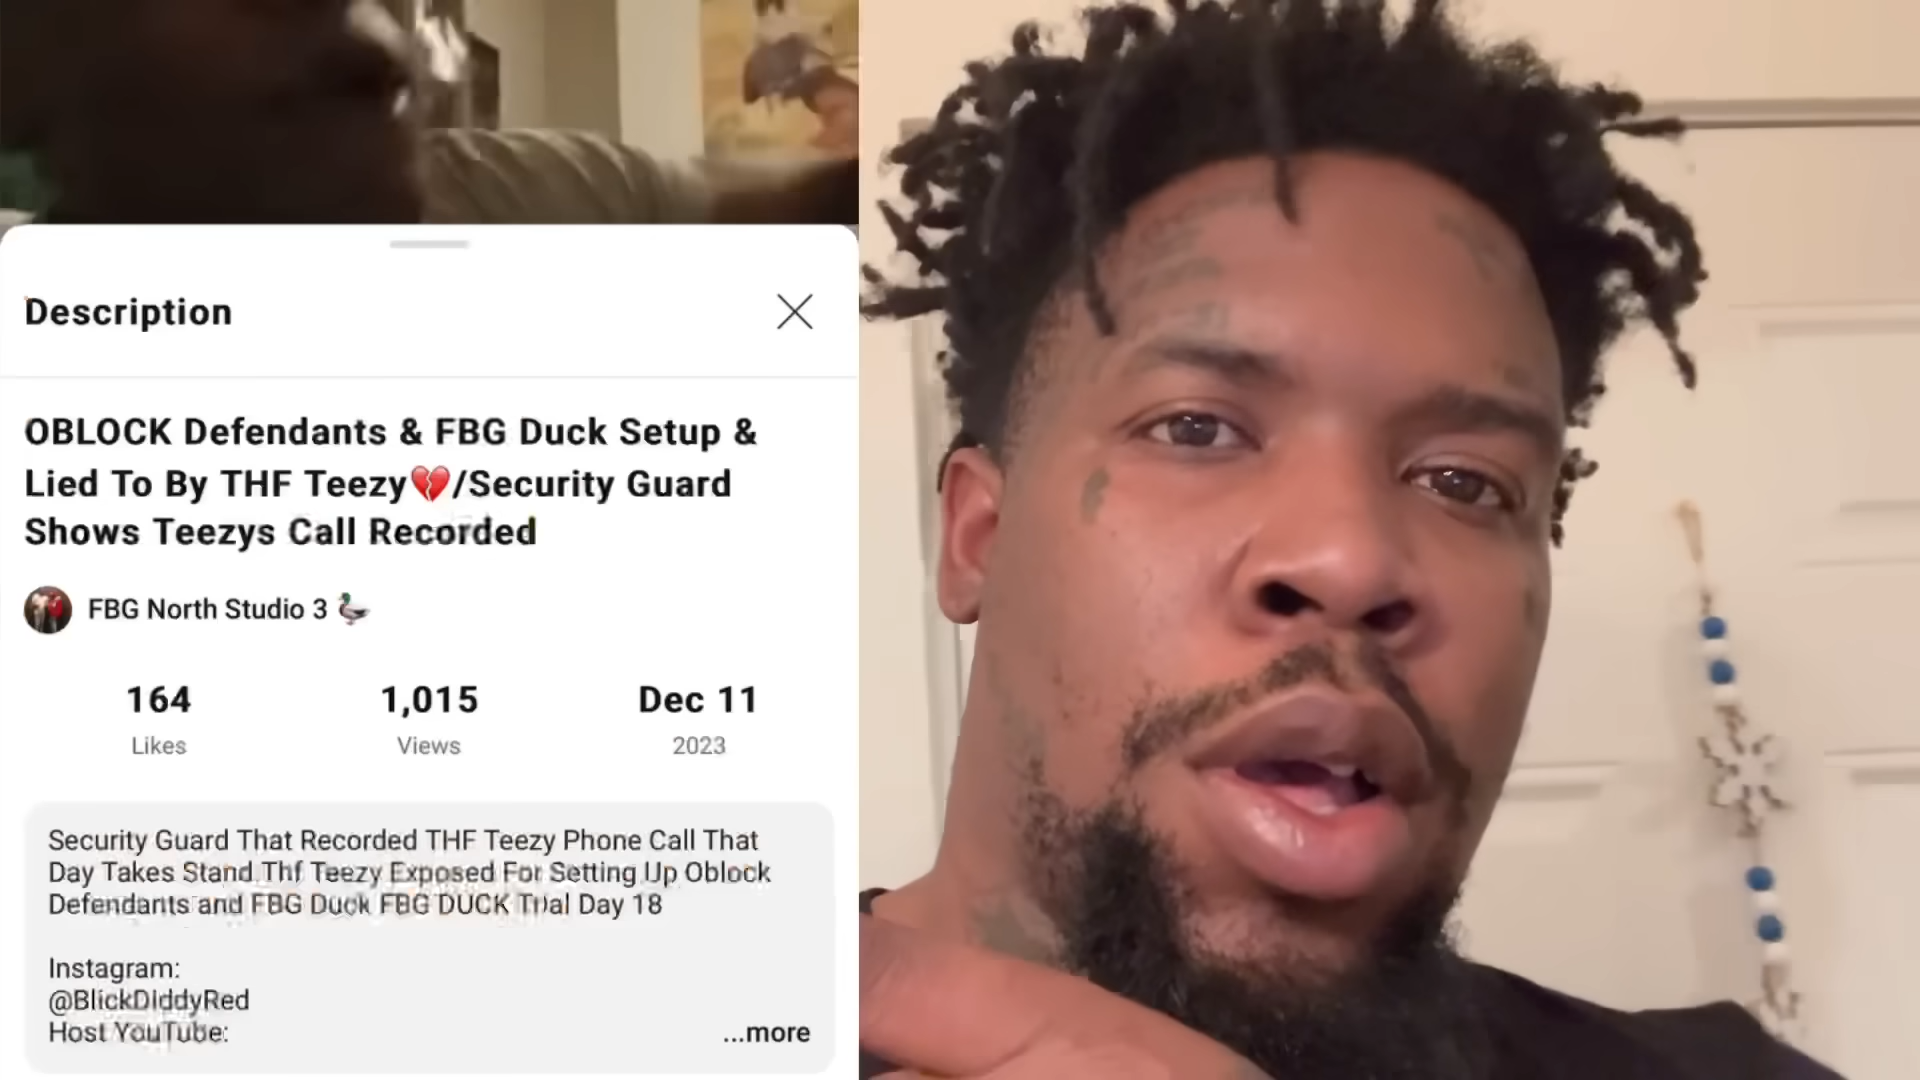 Description
OBLOCK Defendants & FBG Duck Setup &
Lied To By THF Teezy💔/Security Guard
Shows Teezys Call Recorded
FBG North Studio 3 🦆
164 1,015 Dec 11
Likes Views 2023
Security Guard That Recorded THF Teezy Phone Call That
Day Takes Stand.Thf Teezy Exposed For Setting Up Oblock
Defendants and FBG Duck FBG DUCK Trial Day 18
Instagram:
@BlickDIddyRed
Host YouTube:
...more